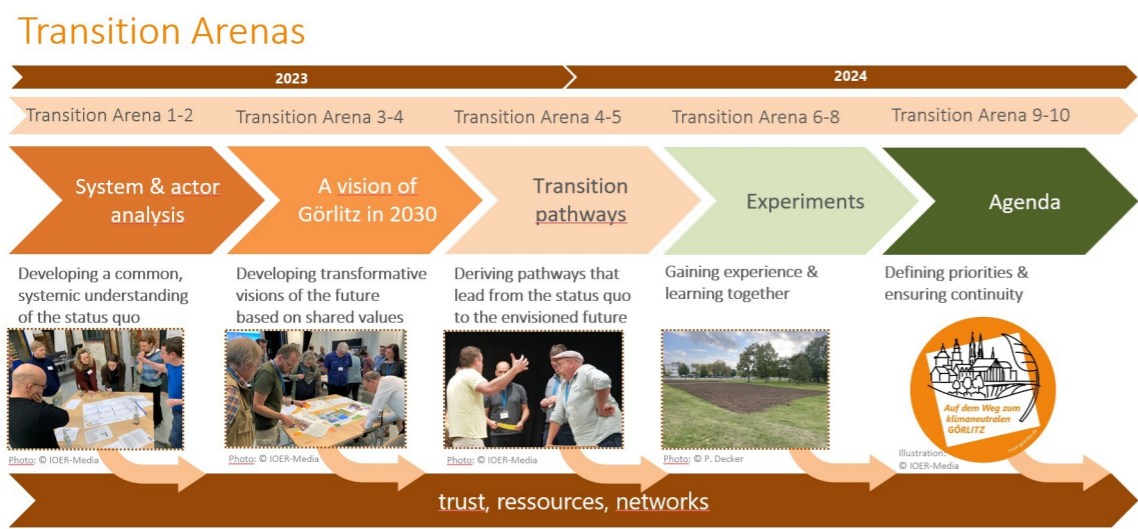 Transition Arenas
2023
2024
Transition Arena 1-2
Transition Arena 3-4
Transition Arena 4-5
Transition Arena 6-8
Transition Arena 9-10
System & actor
analysis
A vision of
Görlitz in 2030
Transition
pathways
Experiments
Agenda
Developing a common,
systemic understanding
of the status quo
Developing transformative
visions of the future
based on shared values
Deriving pathways that
lead from the status quo
to the envisioned future
Gaining experience &
learning together
Defining priorities &
ensuring continuity
Auf dem Weg zum
klimaneutralen
GÖRLITZ
Photo: © IOER-Media
Photo: © IOER-Media
Photo: © IOER-Media
Photo: © P. Decker
Illustration:
© IOER-Media
trust, ressources, networks